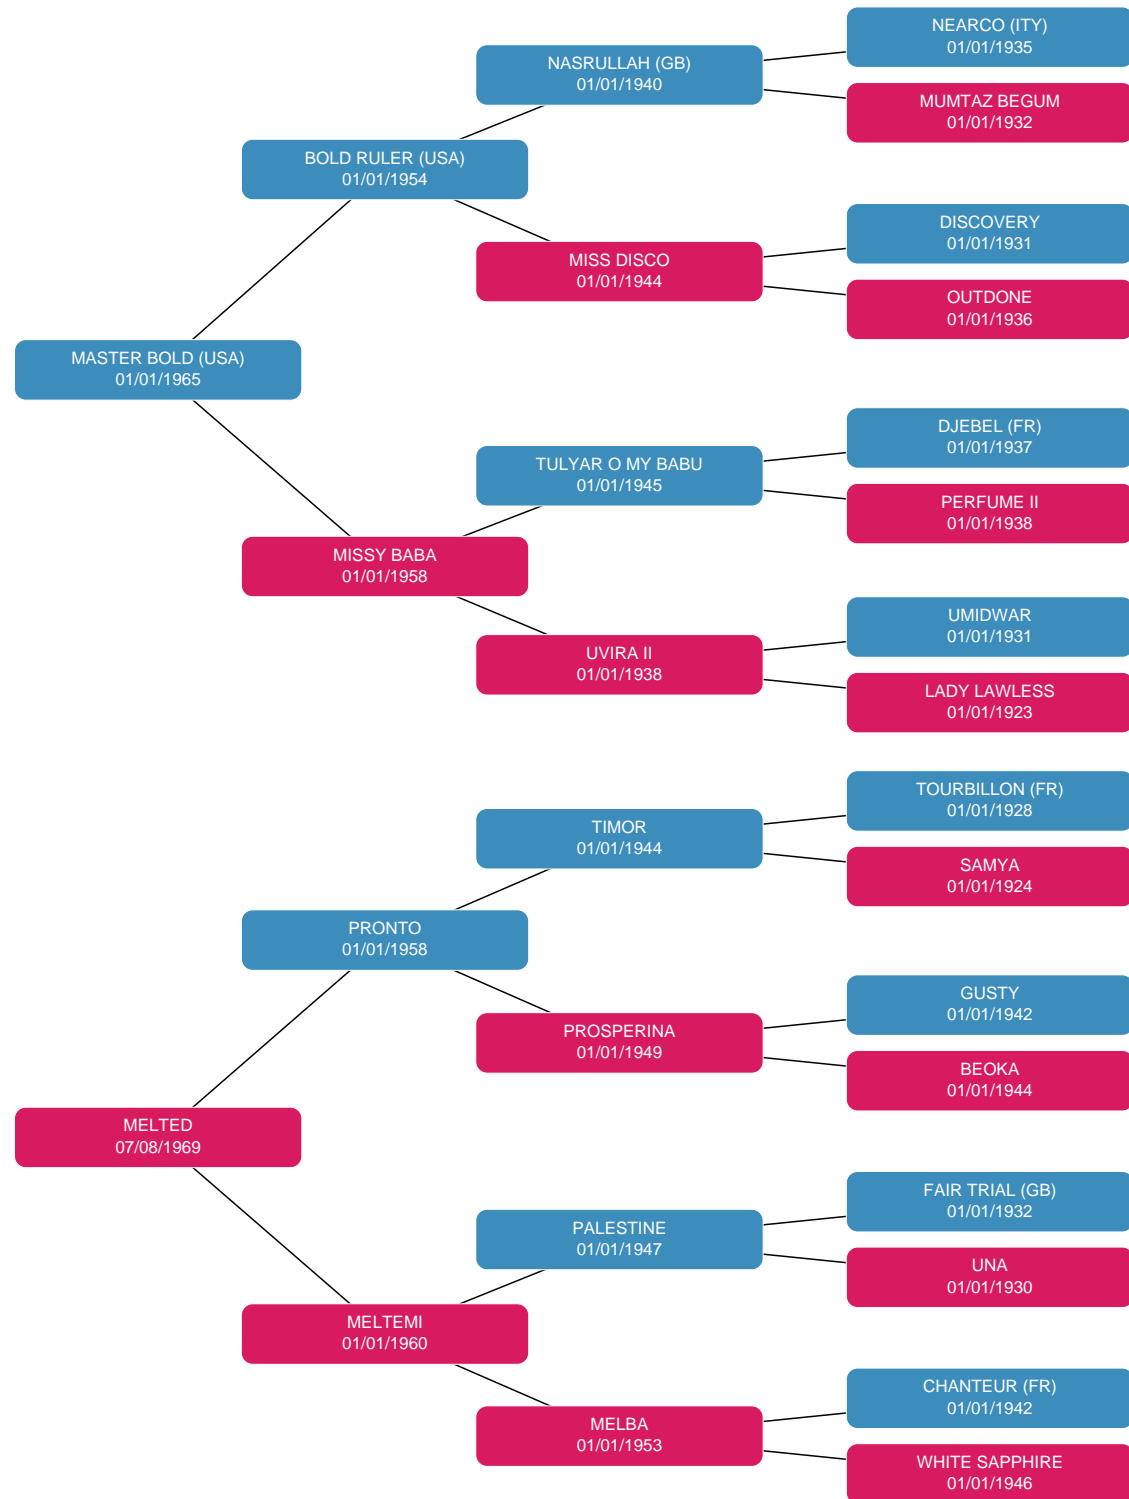 NEARCO (ITY)
01/01/1935
NASRULLAH (GB)
01/01/1940
MUMTAZ BEGUM
01/01/1932
BOLD RULER (USA)
01/01/1954
DISCOVERY
01/01/1931
MISS DISCO
01/01/1944
OUTDONE
01/01/1936
MASTER BOLD (USA)
01/01/1965
DJEBEL (FR)
01/01/1937
TULYAR O MY BABU
01/01/1945
PERFUME II
01/01/1938
MISSY BABA
01/01/1958
UMIDWAR
01/01/1931
UVIRA II
01/01/1938
LADY LAWLESS
01/01/1923
TOURBILLON (FR)
01/01/1928
TIMOR
01/01/1944
SAMYA
01/01/1924
PRONTO
01/01/1958
GUSTY
01/01/1942
PROSPERINA
01/01/1949
BEOKA
01/01/1944
MELTED
07/08/1969
FAIR TRIAL (GB)
01/01/1932
PALESTINE
01/01/1947
UNA
01/01/1930
MELTEMI
01/01/1960
CHANTEUR (FR)
01/01/1942
MELBA
01/01/1953
WHITE SAPPHIRE
01/01/1946